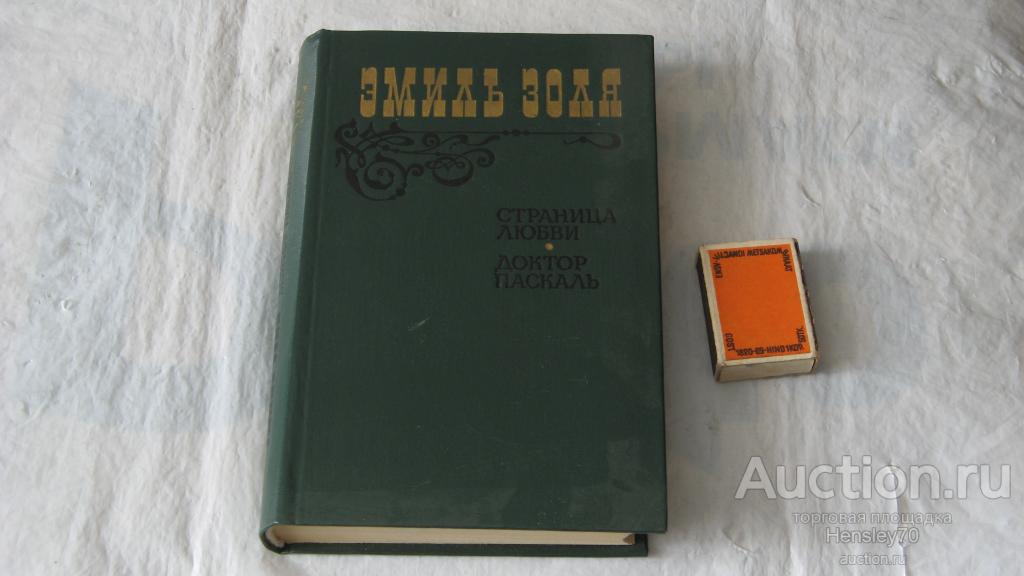 ЭМИЛЬ ЗОЛЯ
СТРАНИЦА
ЛЮБВИ
ДОКТОР
ПАСКАЛЬ
Auction.ru
торговая площадка
Hensley70
auction.ru